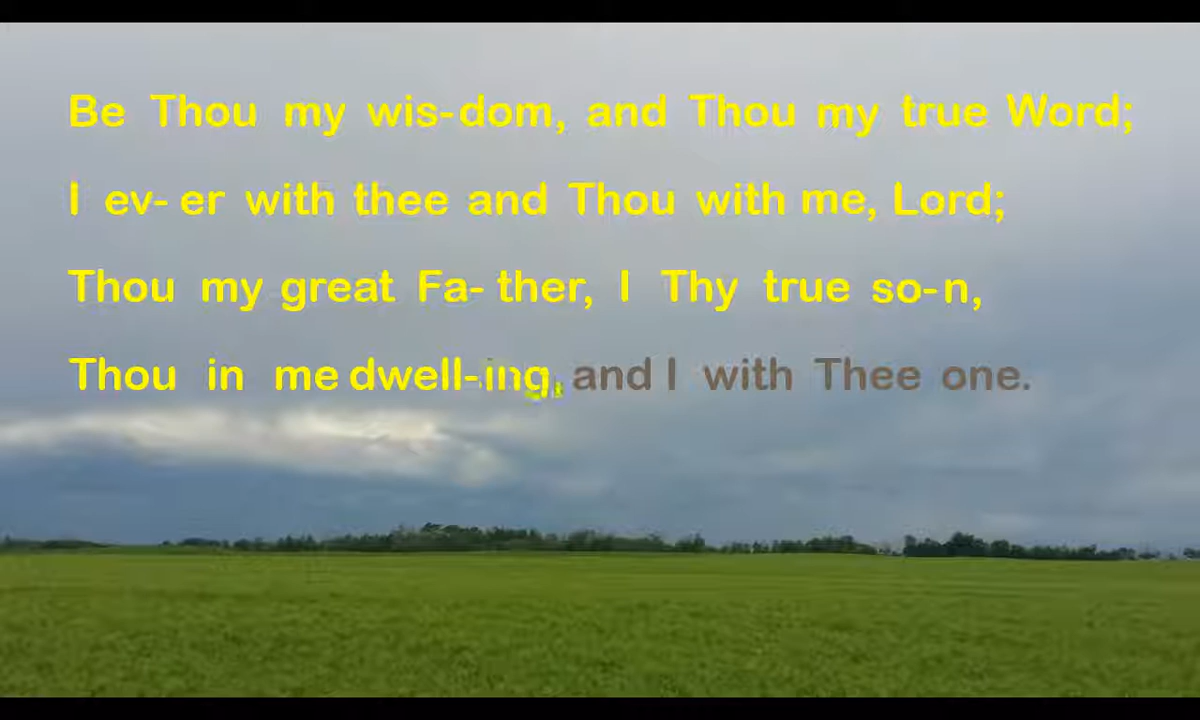 Be Thou my wis-dom, and Thou my true Word;
I ev- er with thee and Thou with me, Lord;
Thou my great Fa- ther, I Thy true so-n,
Thou in me dwell-ing, and I with Thee one.